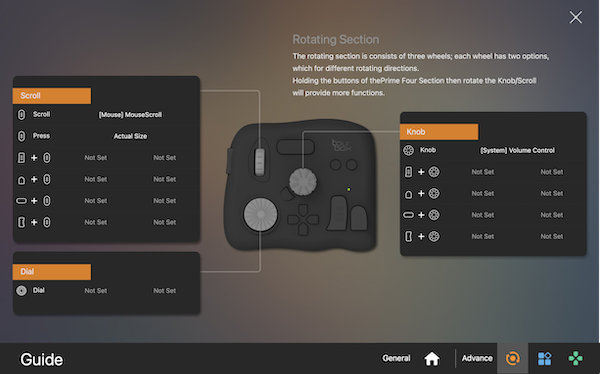 Rotating Section
The rotating section is consists of three wheels; each wheel has two options,
which for different rotating directions.
Holding the buttons of thePrime Four Section then rotate the Knob/Scroll
will provide more functions.
Scroll
Scroll [Mouse] MouseScroll
Press Actual Size
+ Not Set Not Set
+ Not Set Not Set
+ Not Set Not Set
+ Not Set Not Set
Dial
Dial Not Set Not Set
Knob
Knob [System] Volume Control
+ Not Set Not Set
+ Not Set Not Set
+ Not Set Not Set
+ Not Set Not Set
Guide General Advance